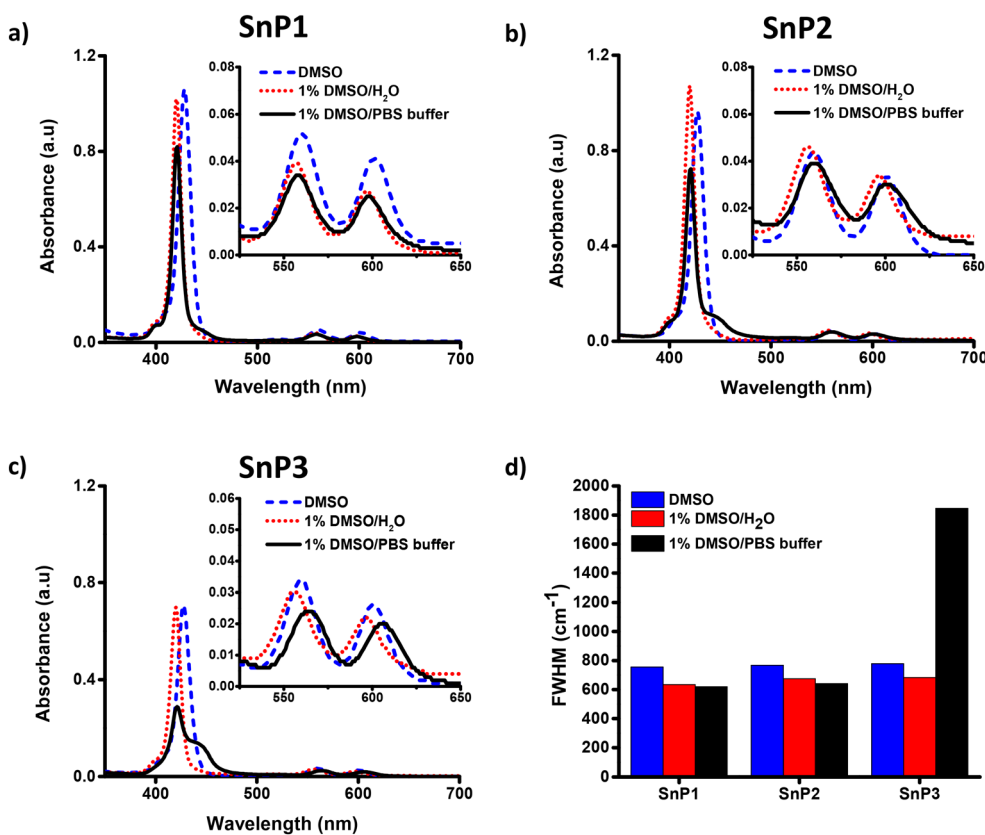 a)
SnP1
Absorbance (a.u)
1.2
0.8
0.4
0.0
400
500
600
700
Wavelength (nm)
0.08
0.06
0.04
0.02
0.00
550
600
650
DMSO
1% DMSO/H₂O
1% DMSO/PBS buffer
b)
SnP2
Absorbance (a.u)
1.2
0.8
0.4
0.0
400
500
600
700
Wavelength (nm)
0.08
0.06
0.04
0.02
0.00
550
600
650
DMSO
1% DMSO/H₂O
1% DMSO/PBS buffer
c)
SnP3
Absorbance (a.u)
1.2
0.8
0.4
0.0
400
500
600
700
Wavelength (nm)
0.06
0.05
0.04
0.03
0.02
0.01
0.00
550
600
650
DMSO
1% DMSO/H₂O
1% DMSO/PBS buffer
d)
FWHM (cm⁻¹)
2000
1800
1600
1400
1200
1000
800
600
400
200
0
DMSO
1% DMSO/H₂O
1% DMSO/PBS buffer
SnP1
SnP2
SnP3